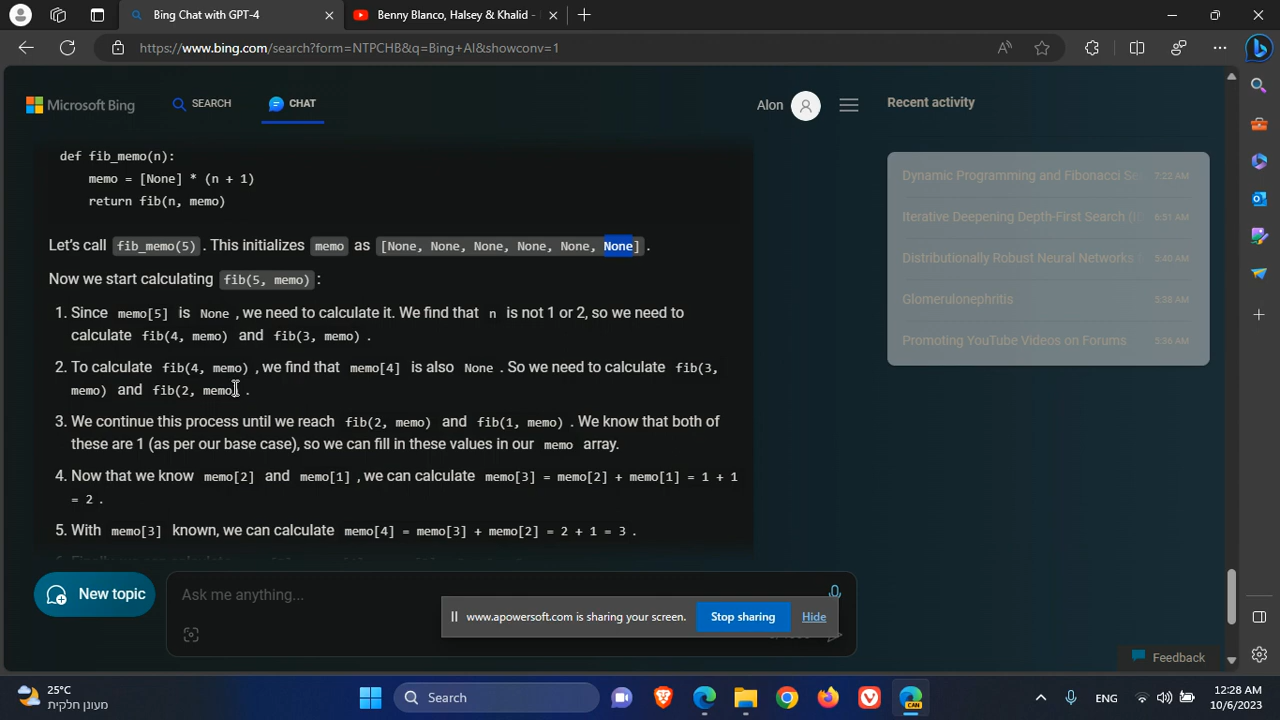 Bing Chat with GPT-4
Benny Blanco, Halsey & Khalid -
https://www.bing.com/search?form=NTPCHB&q=Bing+AI&showconv=1
Microsoft Bing
SEARCH
CHAT
Alon
Recent activity
def fib_memo(n):
memo = [None] * (n + 1)
return fib(n, memo)
Let's call fib_memo(5). This initializes memo as [None, None, None, None, None, None].
Now we start calculating fib(5, memo):
1. Since memo[5] is None, we need to calculate it. We find that n is not 1 or 2, so we need to
calculate fib(4, memo) and fib(3, memo).
2. To calculate fib(4, memo), we find that memo[4] is also None. So we need to calculate fib(3,
memo) and fib(2, memo).
3. We continue this process until we reach fib(2, memo) and fib(1, memo). We know that both of
these are 1 (as per our base case), so we can fill in these values in our memo array.
4. Now that we know memo[2] and memo[1], we can calculate memo[3] = memo[2] + memo[1] = 1 + 1
= 2.
5. With memo[3] known, we can calculate memo[4] = memo[3] + memo[2] = 2 + 1 = 3.
Dynamic Programming and Fibonacci Se 7:22 AM
Iterative Deepening Depth-First Search (I 6:51 AM
Distributionally Robust Neural Networks 5:40 AM
Glomerulonephritis 5:38 AM
Promoting YouTube Videos on Forums 5:36 AM
New topic
Ask me anything...
www.apowersoft.com is sharing your screen.
Stop sharing
Hide
Feedback
25°C
מעונן חלקית
Search
CAN
ENG
12:28 AM
10/6/2023